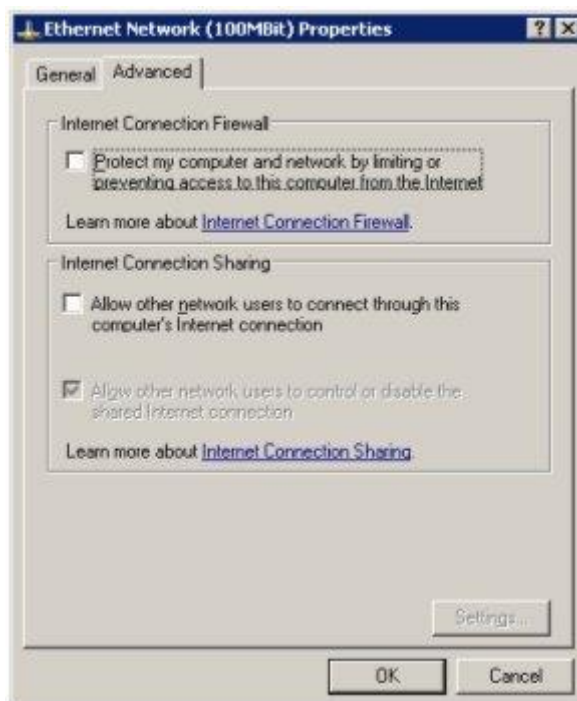 Ethernet Network (100MBit) Properties
General Advanced
Internet Connection Firewall
Protect my computer and network by limiting or
preventing access to this computer from the Internet
Learn more about Internet Connection Firewall.
Internet Connection Sharing
Allow other network users to connect through this
computer's Internet connection
Allow other network users to control or disable the
shared Internet connection
Learn more about Internet Connection Sharing.
Settings...
OK Cancel